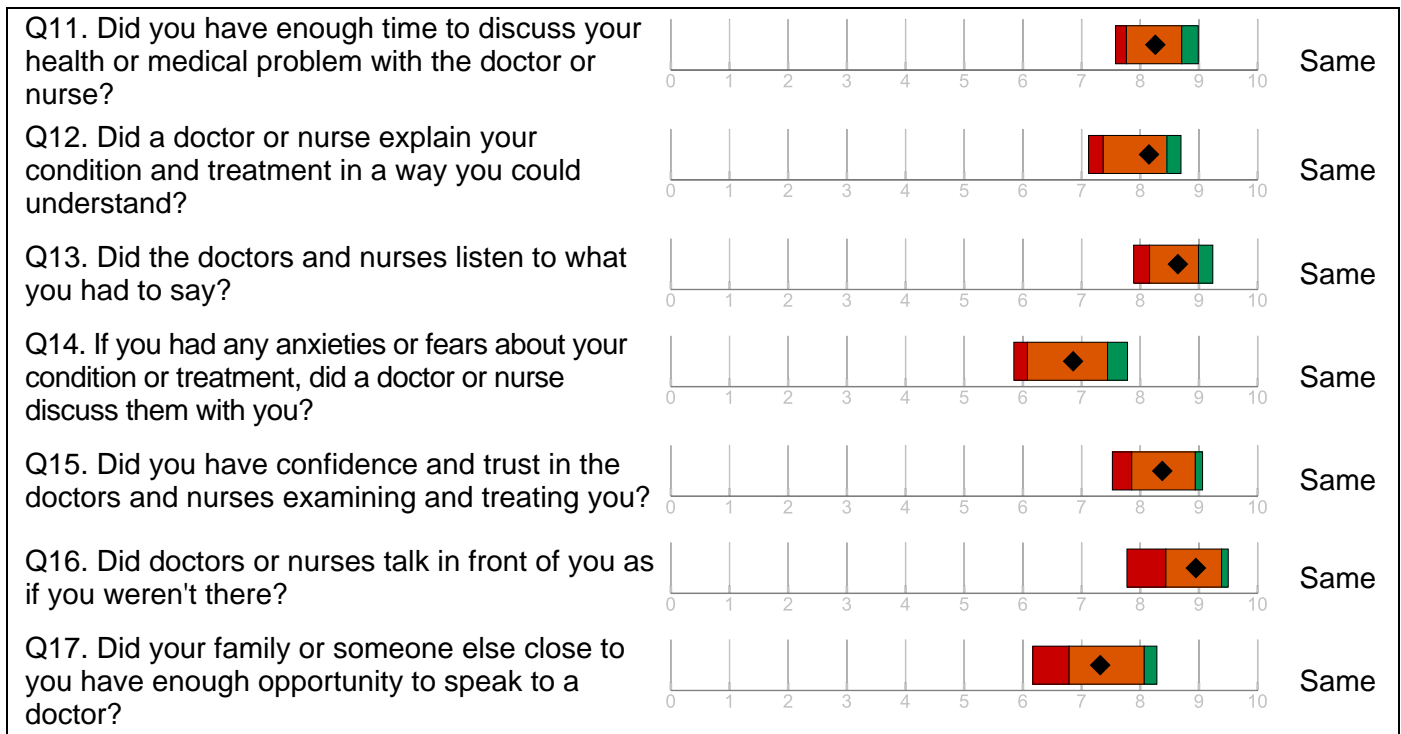 Q11. Did you have enough time to discuss your
health or medical problem with the doctor or
nurse?
0 1 2 3 4 5 6 7 8 9 10
Same
Q12. Did a doctor or nurse explain your
condition and treatment in a way you could
understand?
0 1 2 3 4 5 6 7 8 9 10
Same
Q13. Did the doctors and nurses listen to what
you had to say?
0 1 2 3 4 5 6 7 8 9 10
Same
Q14. If you had any anxieties or fears about your
condition or treatment, did a doctor or nurse
discuss them with you?
0 1 2 3 4 5 6 7 8 9 10
Same
Q15. Did you have confidence and trust in the
doctors and nurses examining and treating you?
0 1 2 3 4 5 6 7 8 9 10
Same
Q16. Did doctors or nurses talk in front of you as
if you weren't there?
0 1 2 3 4 5 6 7 8 9 10
Same
Q17. Did your family or someone else close to
you have enough opportunity to speak to a
doctor?
0 1 2 3 4 5 6 7 8 9 10
Same